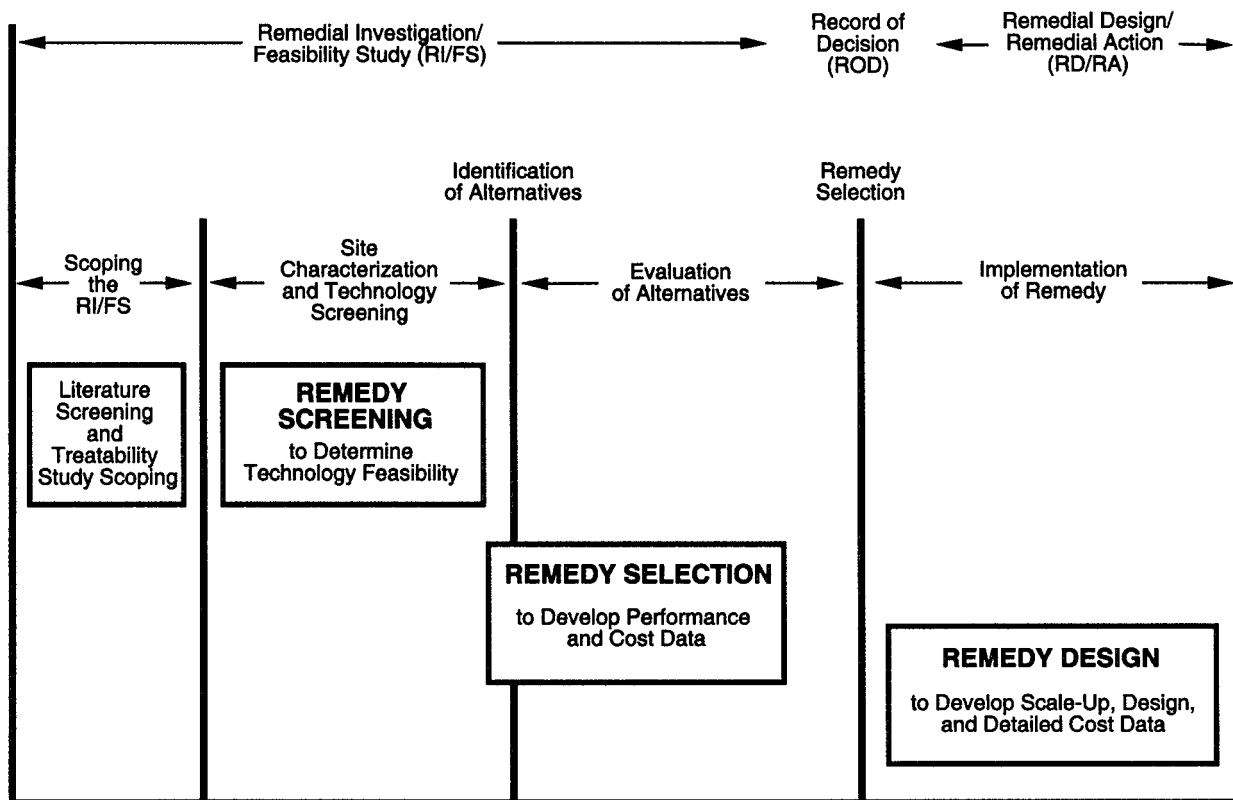 Remedial Investigation/
Feasibility Study (RI/FS)
Record of
Decision
(ROD)
Remedial Design/
Remedial Action
(RD/RA)
Identification
of Alternatives
Remedy
Selection
Scoping
the
RI/FS
Site
Characterization
and Technology
Screening
Evaluation
of Alternatives
Implementation
of Remedy
Literature
Screening
and
Treatability
Study Scoping
REMEDY
SCREENING
to Determine
Technology Feasibility
REMEDY SELECTION
to Develop Performance
and Cost Data
REMEDY DESIGN
to Develop Scale-Up, Design,
and Detailed Cost Data